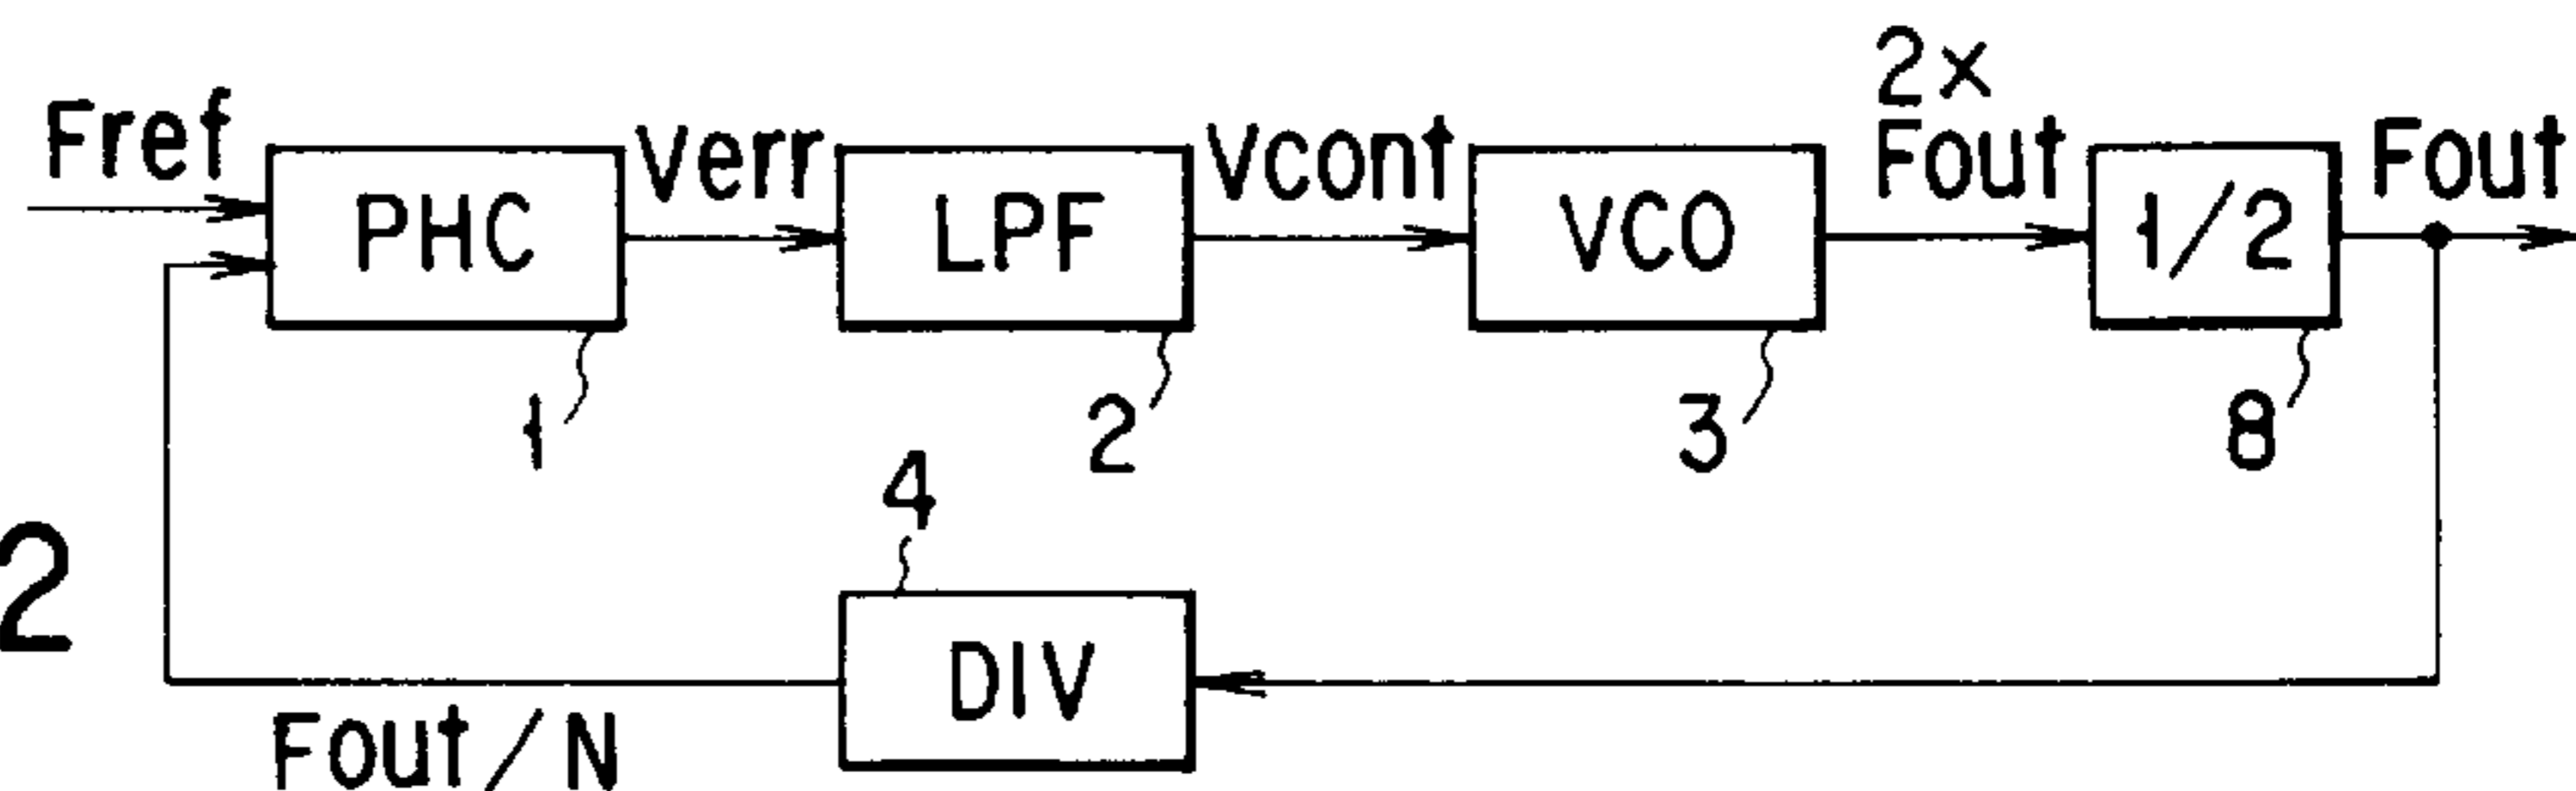 Fref
PHC
Verr
LPF
Vcont
VCO
2×
Fout
1/2
Fout
1
2
3
8
4
2
DIV
Fout/N